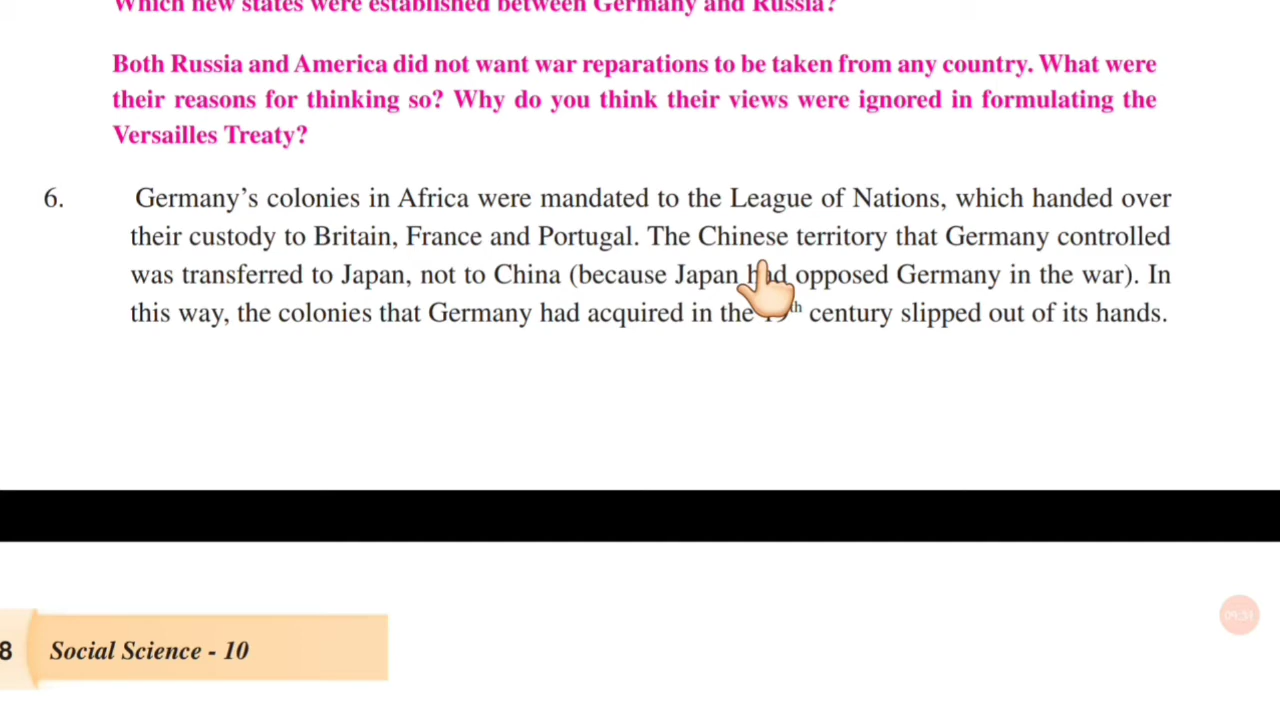 Which new states were established between Germany and Russia?
Both Russia and America did not want war reparations to be taken from any country. What were
their reasons for thinking so? Why do you think their views were ignored in formulating the
Versailles Treaty?
6. Germany’s colonies in Africa were mandated to the League of Nations, which handed over
their custody to Britain, France and Portugal. The Chinese territory that Germany controlled
was transferred to Japan, not to China (because Japan had opposed Germany in the war). In
this way, the colonies that Germany had acquired in the 19th century slipped out of its hands.
8 Social Science - 10
09:31